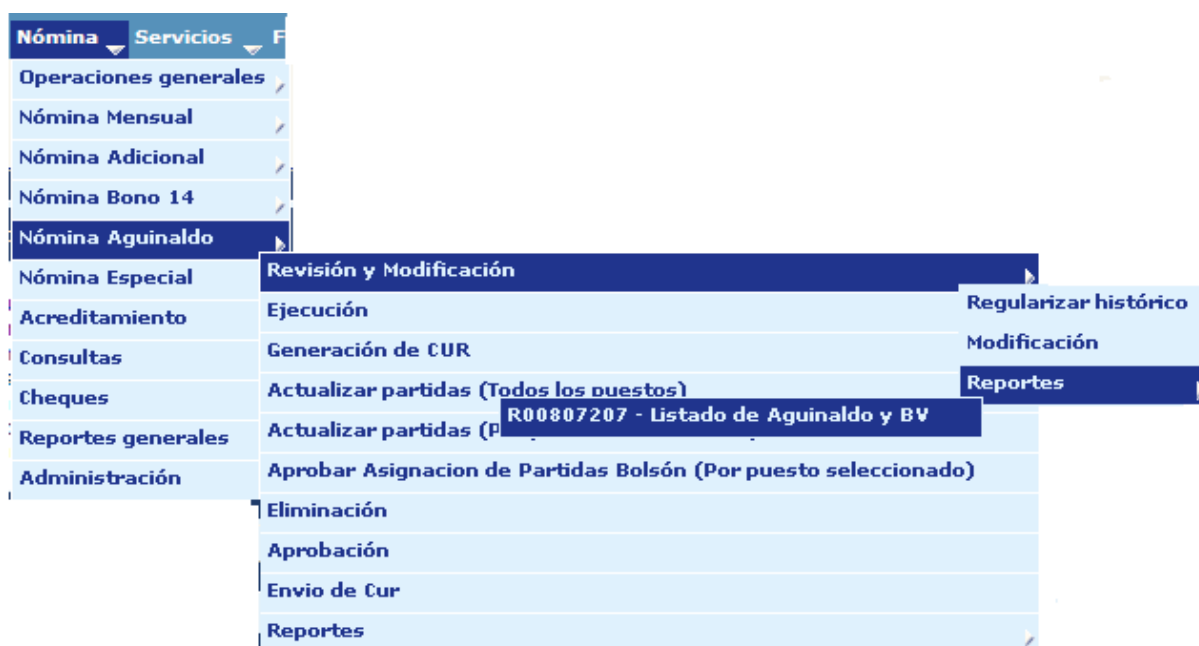 Nómina Servicios F
Operaciones generales
Nómina Mensual
Nómina Adicional
Nómina Bono 14
Nómina Aguinaldo
Nómina Especial
Acreditamiento
Consultas
Cheques
Reportes generales
Administración
Revisión y Modificación
Ejecución
Generación de CUR
Actualizar partidas (Todos los puestos)
Actualizar partidas (P
Aprobar Asignacion de Partidas Bolsón (Por puesto seleccionado)
Eliminación
Aprobación
Envio de Cur
Reportes
Regularizar histórico
Modificación
Reportes
R00807207 - Listado de Aguinaldo y BV